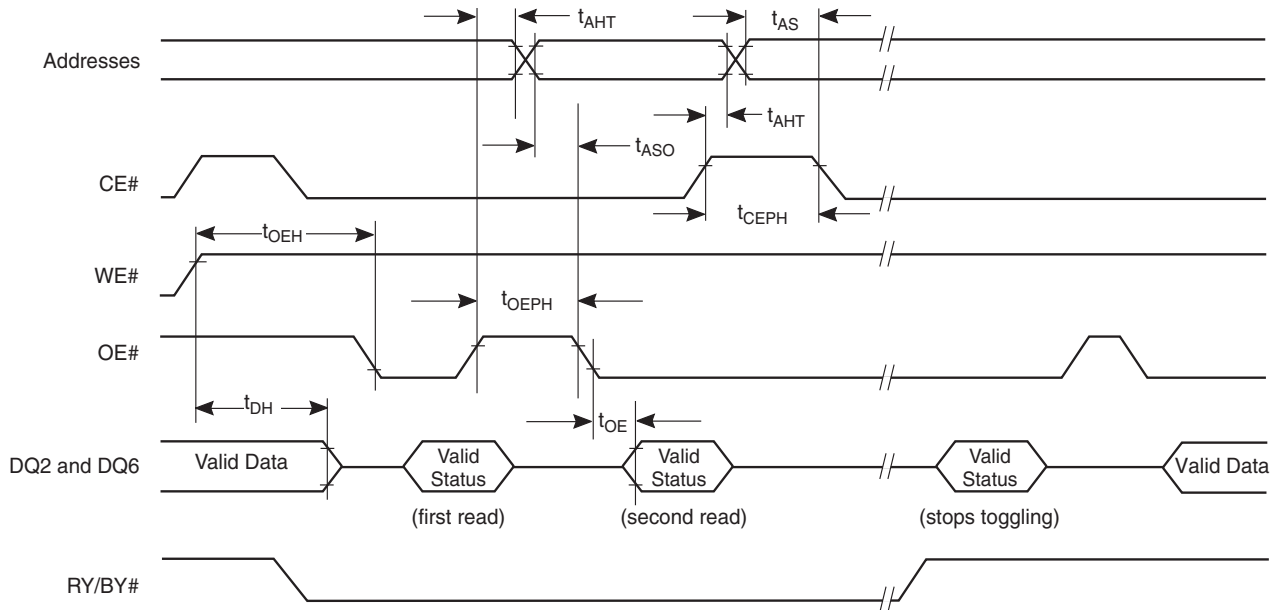 tAHT
tAS
Addresses
tAHT
tASO
CE#
tCEPH
tOEH
WE#
tOEPH
OE#
tDH
tOE
DQ2 and DQ6
Valid Data
Valid
Status
Valid
Status
Valid
Status
Valid Data
(first read)
(second read)
(stops toggling)
RY/BY#